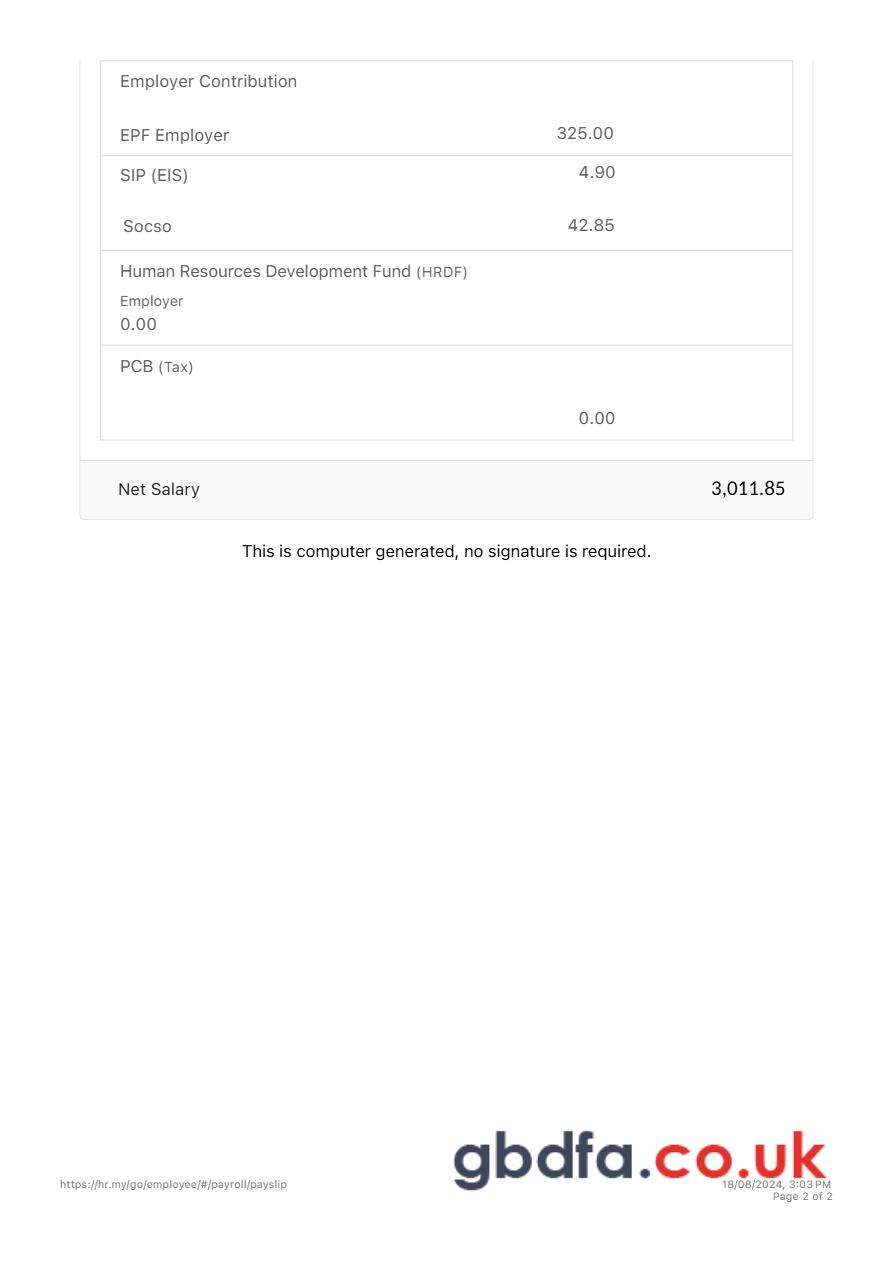 Employer Contribution
EPF Employer 325.00
SIP (EIS) 4.90
Socso 42.85
Human Resources Development Fund (HRDF)
Employer
0.00
PCB (Tax)
0.00
Net Salary 3,011.85
This is computer generated, no signature is required.
gbdfa.co.uk
https://hr.my/go/employee/#/payroll/payslip 18/08/2024, 3:03 PM
Page 2 of 2